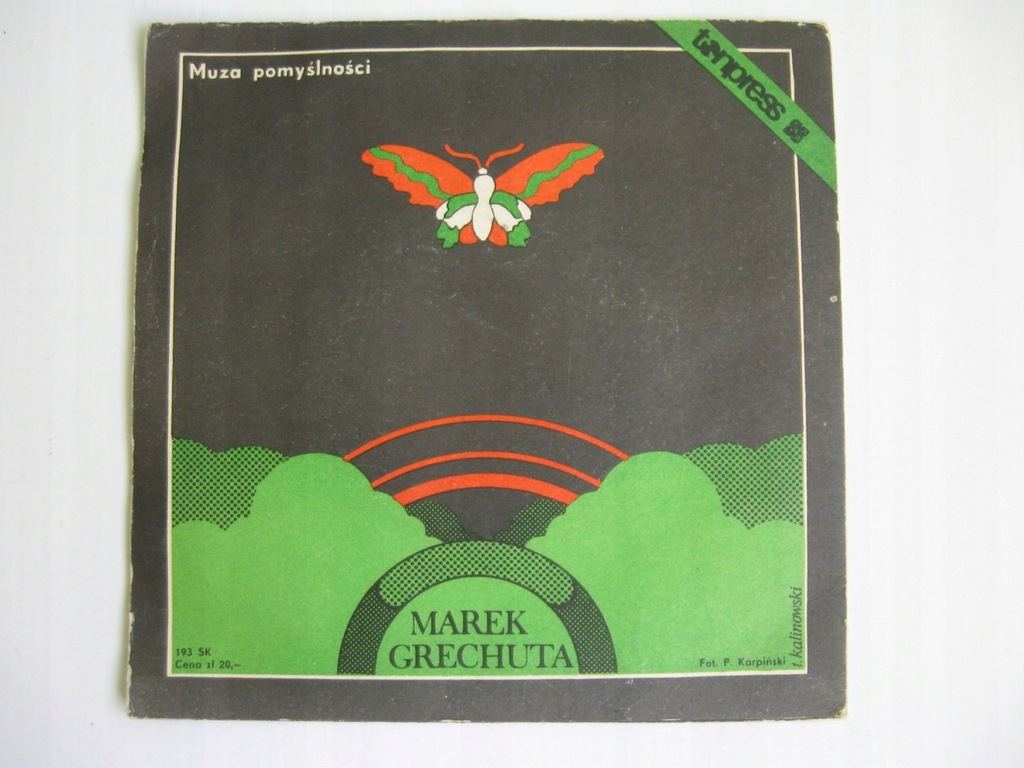 Muza pomyślności
tonpress
MAREK
GRECHUTA
193 SK
Cena zł 20,–
Fot. P. Karpiński
t.kalinowski